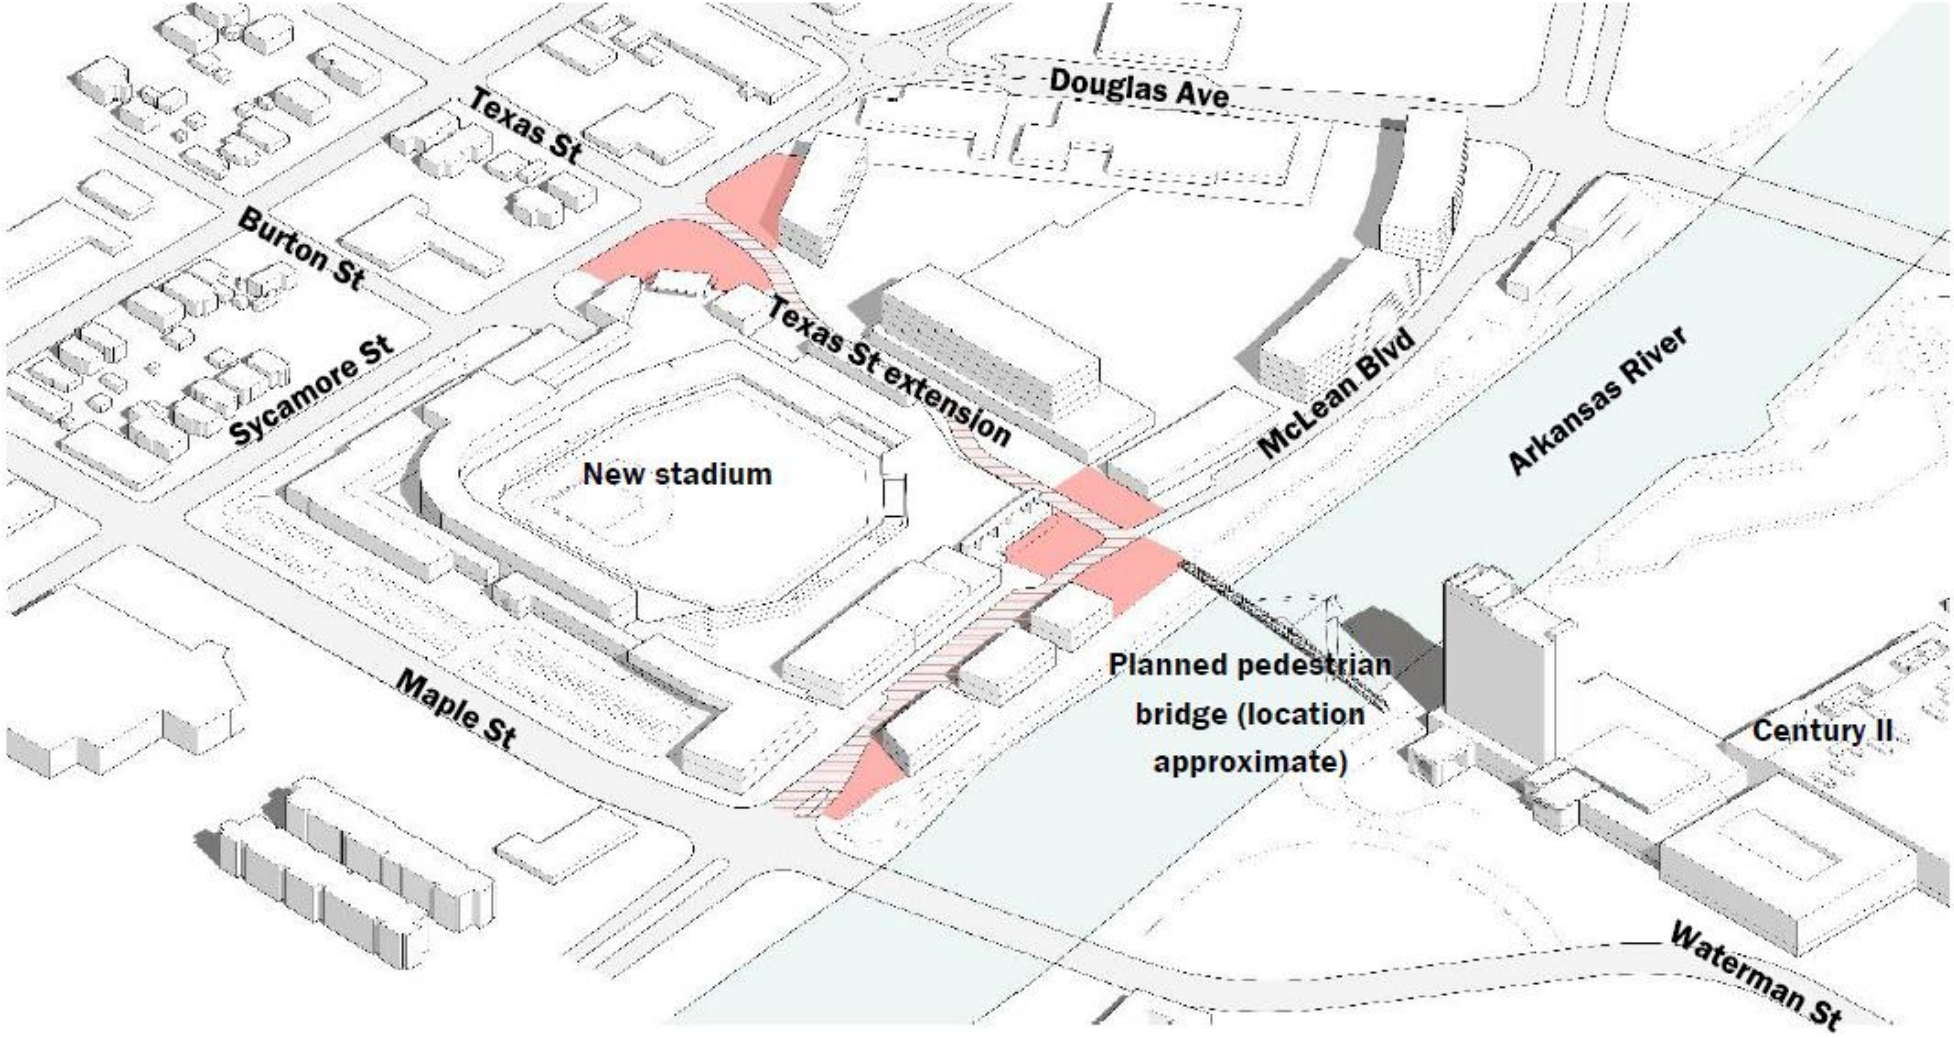 Douglas Ave
Texas St
Burton St
Sycamore St
Texas St extension
McLean Blvd
Arkansas River
New stadium
Maple St
Planned pedestrian
bridge (location
approximate)
Century II
Waterman St